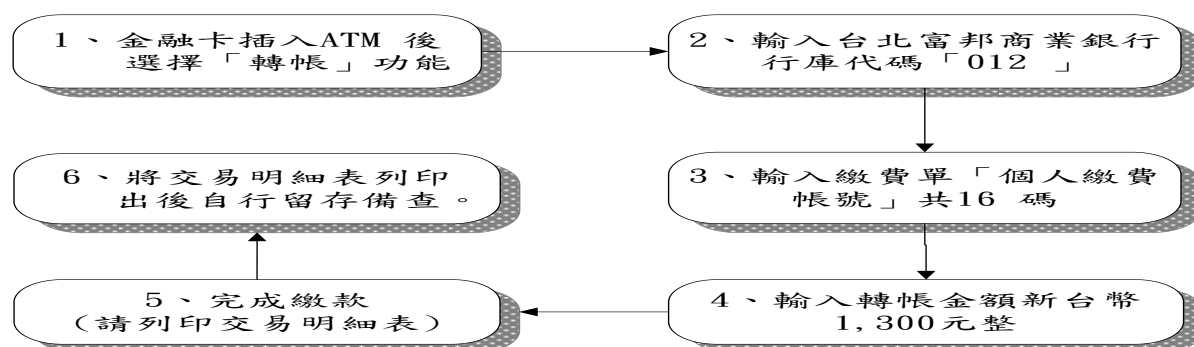 1、金融卡插入ATM 後
選擇「轉帳」功能
2、輸入台北富邦商業銀行
行庫代碼「012 」
3、輸入繳費單「個人繳費
帳號」共16 碼
4、輸入轉帳金額新台幣
1,300元整
5、完成繳款
(請列印交易明細表)
6、將交易明細表列印
出後自行留存備查。